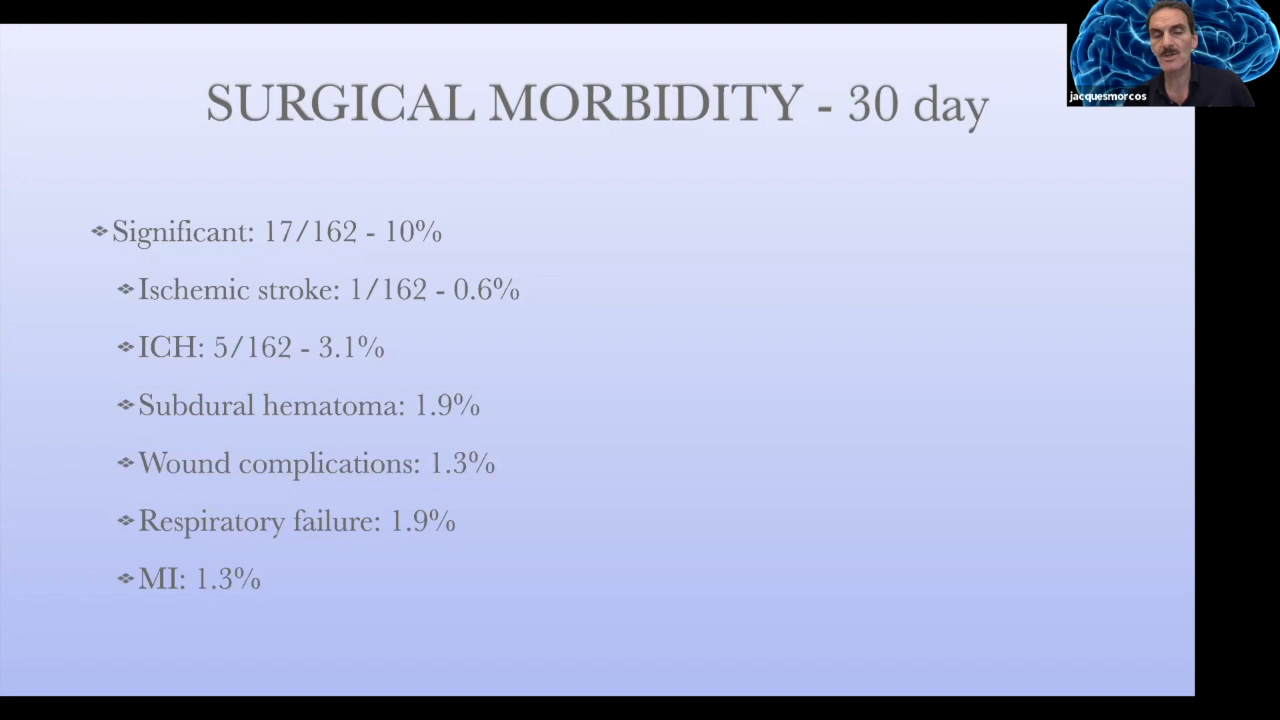 jacquesmorcos
SURGICAL MORBIDITY - 30 day
Significant: 17/162 - 10%
Ischemic stroke: 1/162 - 0.6%
ICH: 5/162 - 3.1%
Subdural hematoma: 1.9%
Wound complications: 1.3%
Respiratory failure: 1.9%
MI: 1.3%